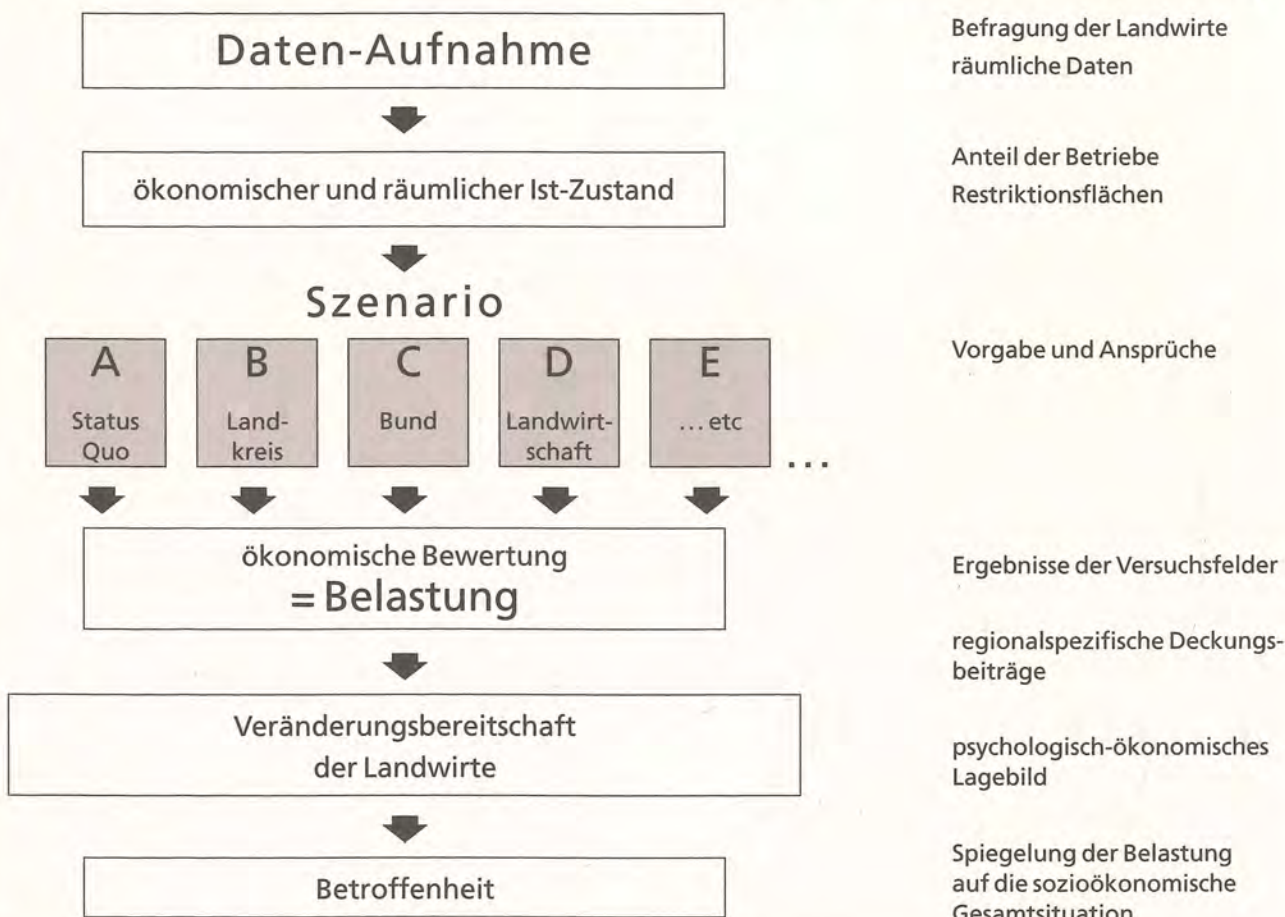 Daten-Aufnahme
Befragung der Landwirte
räumliche Daten
ökonomischer und räumlicher Ist-Zustand
Anteil der Betriebe
Restriktionsflächen
Szenario
A
Status
Quo
B
Land-
kreis
C
Bund
D
Landwirt-
schaft
E
... etc
...
Vorgabe und Ansprüche
ökonomische Bewertung
= Belastung
Ergebnisse der Versuchsfelder
regionalspezifische Deckungs-
beiträge
Veränderungsbereitschaft
der Landwirte
psychologisch-ökonomisches
Lagebild
Betroffenheit
Spiegelung der Belastung
auf die sozioökonomische
Gesamtsituation